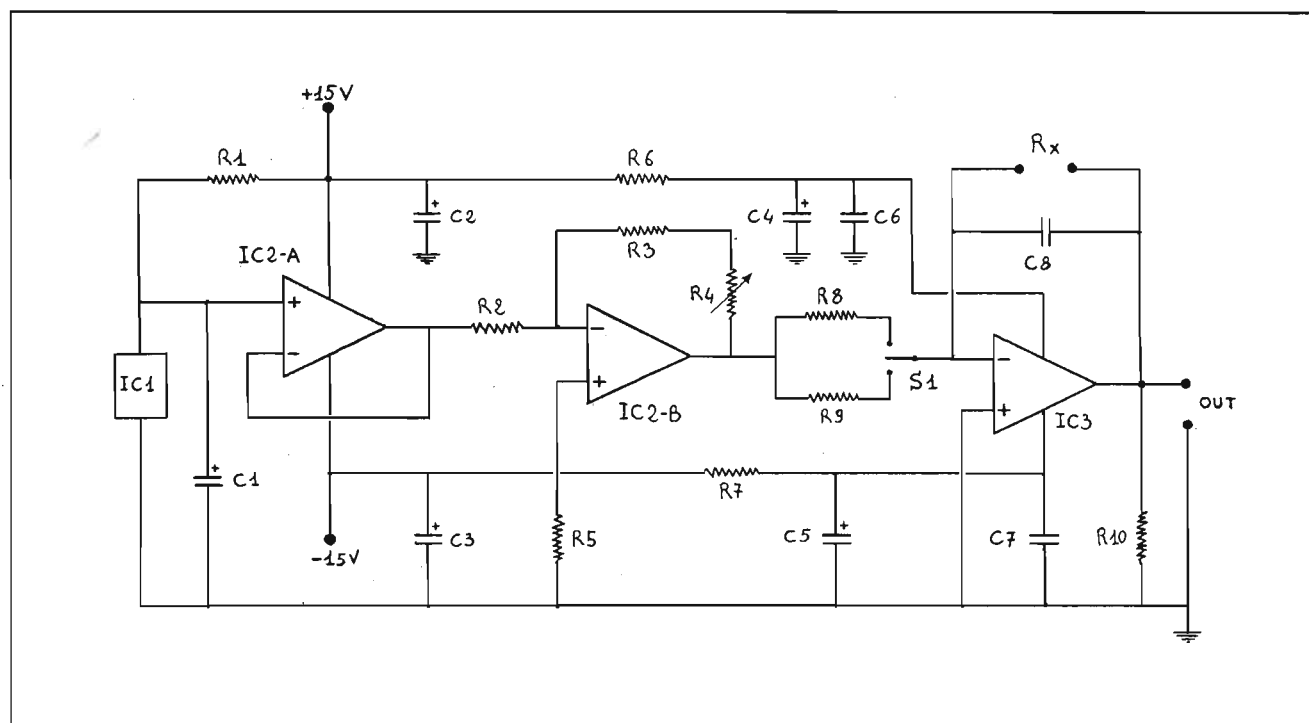 +15V
R1
R6
Rx
C2
C4
C6
IC2-A
R3
C8
R4
R8
+
-
R2
-
+
IC1
S1
-
+
IC2-B
R9
IC3
OUT
C1
R7
C3
R5
C5
C7
R10
-15V
+
+
+
+
+